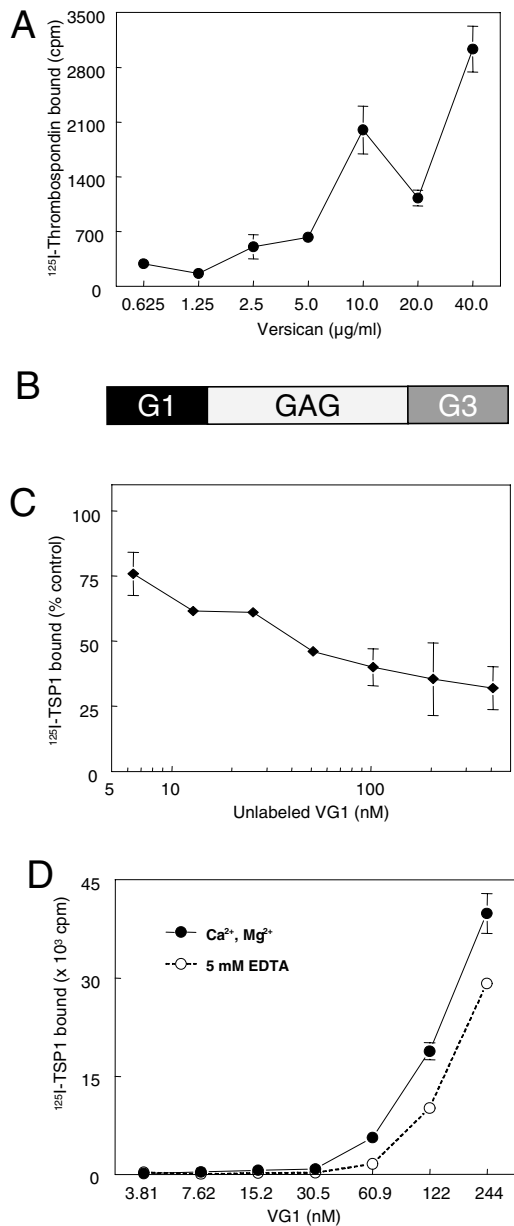 A
¹²⁵I-Thrombospondin bound (cpm)
3500
2800
2100
1400
700
0
0.625 1.25 2.5 5.0 10.0 20.0 40.0
Versican (µg/ml)
B
G1 GAG G3
C
¹²⁵I-TSP1 bound (% control)
100
75
50
25
0
5 10 100
Unlabeled VG1 (nM)
D
¹²⁵I-TSP1 bound (x 10³ cpm)
45
30
15
0
Ca²⁺, Mg²⁺
5 mM EDTA
3.81 7.62 15.2 30.5 60.9 122 244
VG1 (nM)